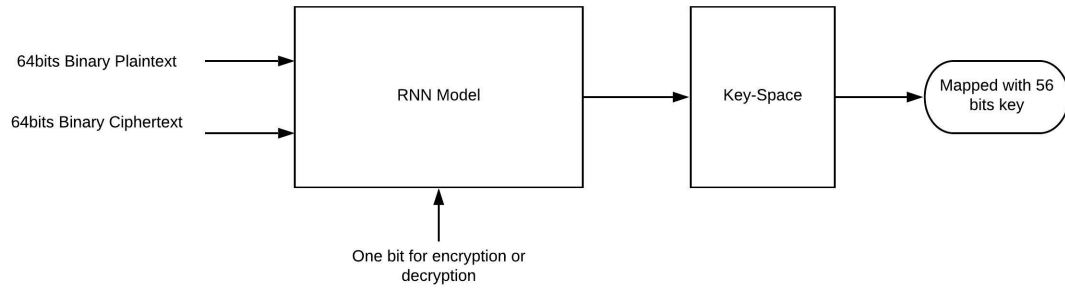 64bits Binary Plaintext
64bits Binary Ciphertext
RNN Model
One bit for encryption or
decryption
Key-Space
Mapped with 56
bits key